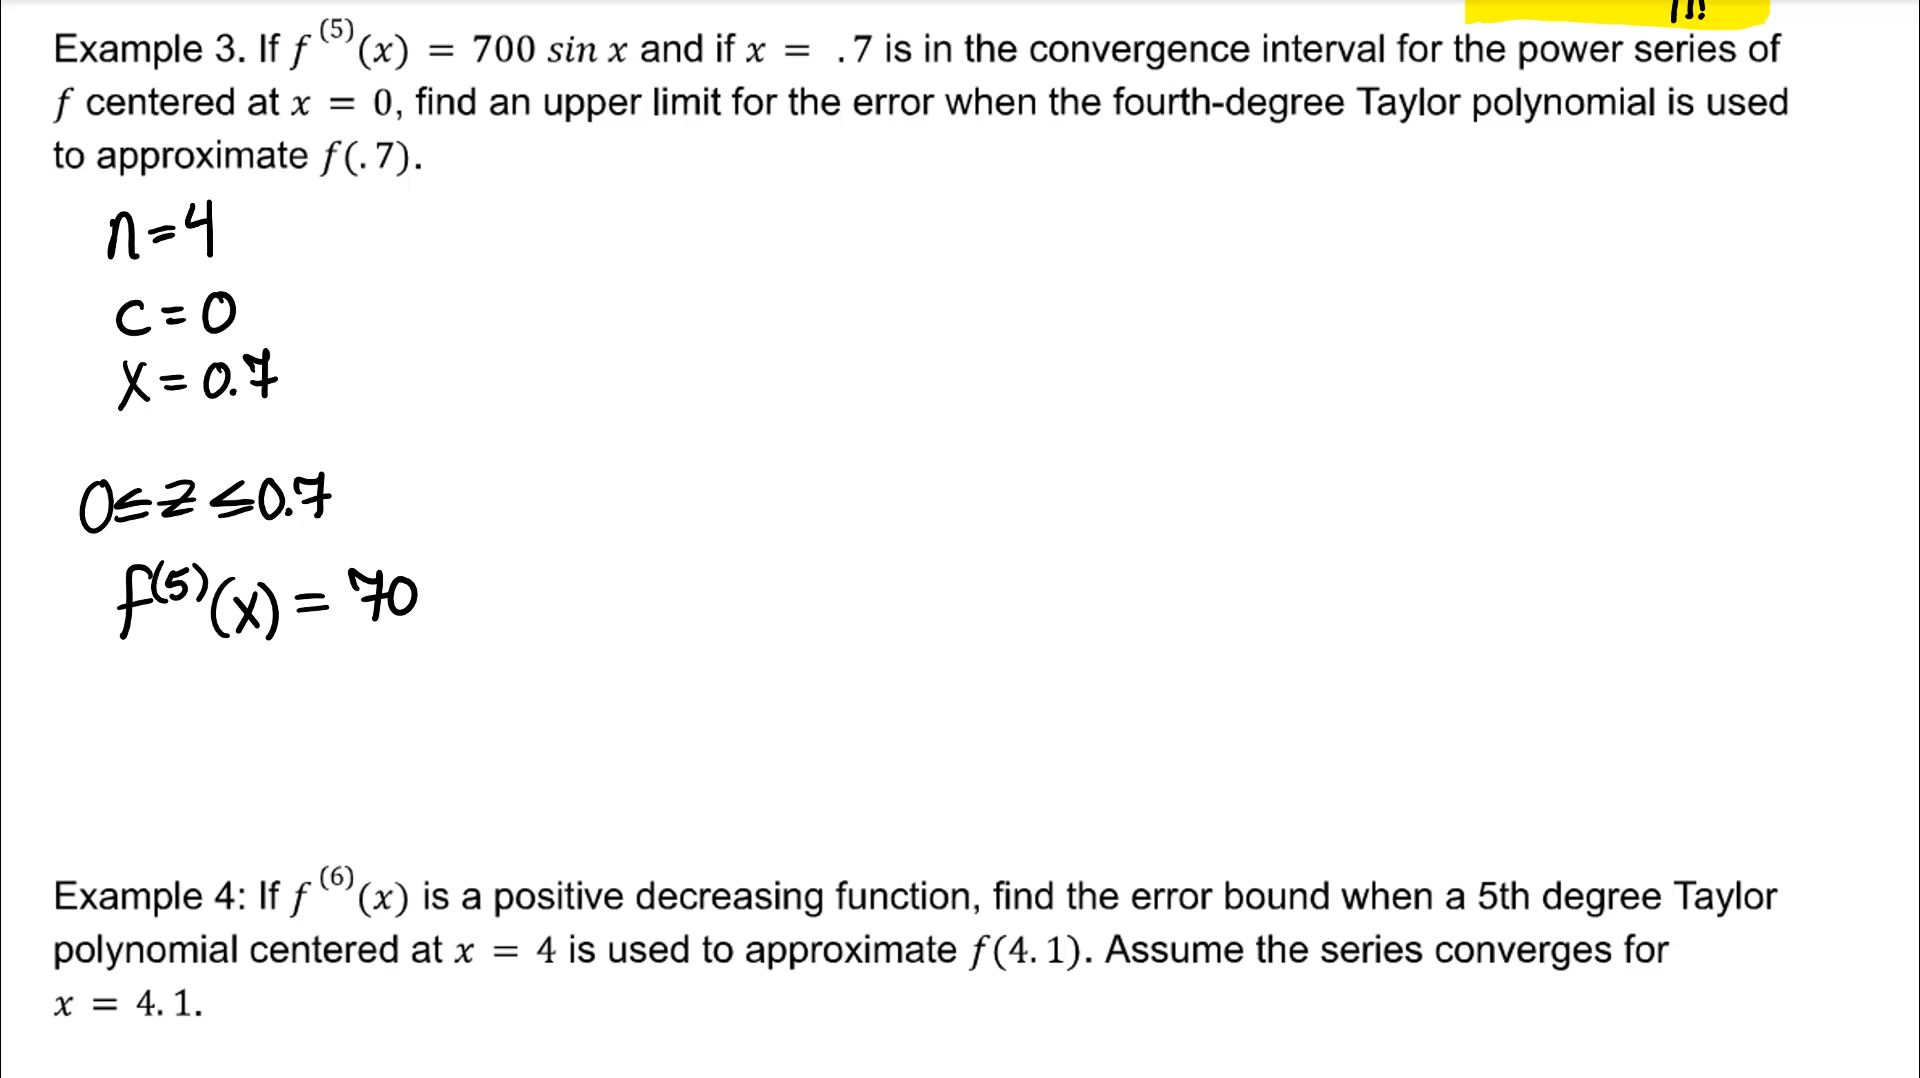 n!
Example 3. If f⁽⁵⁾(x) = 700 sin x and if x = .7 is in the convergence interval for the power series of
f centered at x = 0, find an upper limit for the error when the fourth-degree Taylor polynomial is used
to approximate f(.7).
n=4
c=0
x=0.7
0≤z≤0.7
f⁽⁵⁾(x) = 70
Example 4: If f⁽⁶⁾(x) is a positive decreasing function, find the error bound when a 5th degree Taylor
polynomial centered at x = 4 is used to approximate f(4.1). Assume the series converges for
x = 4.1.